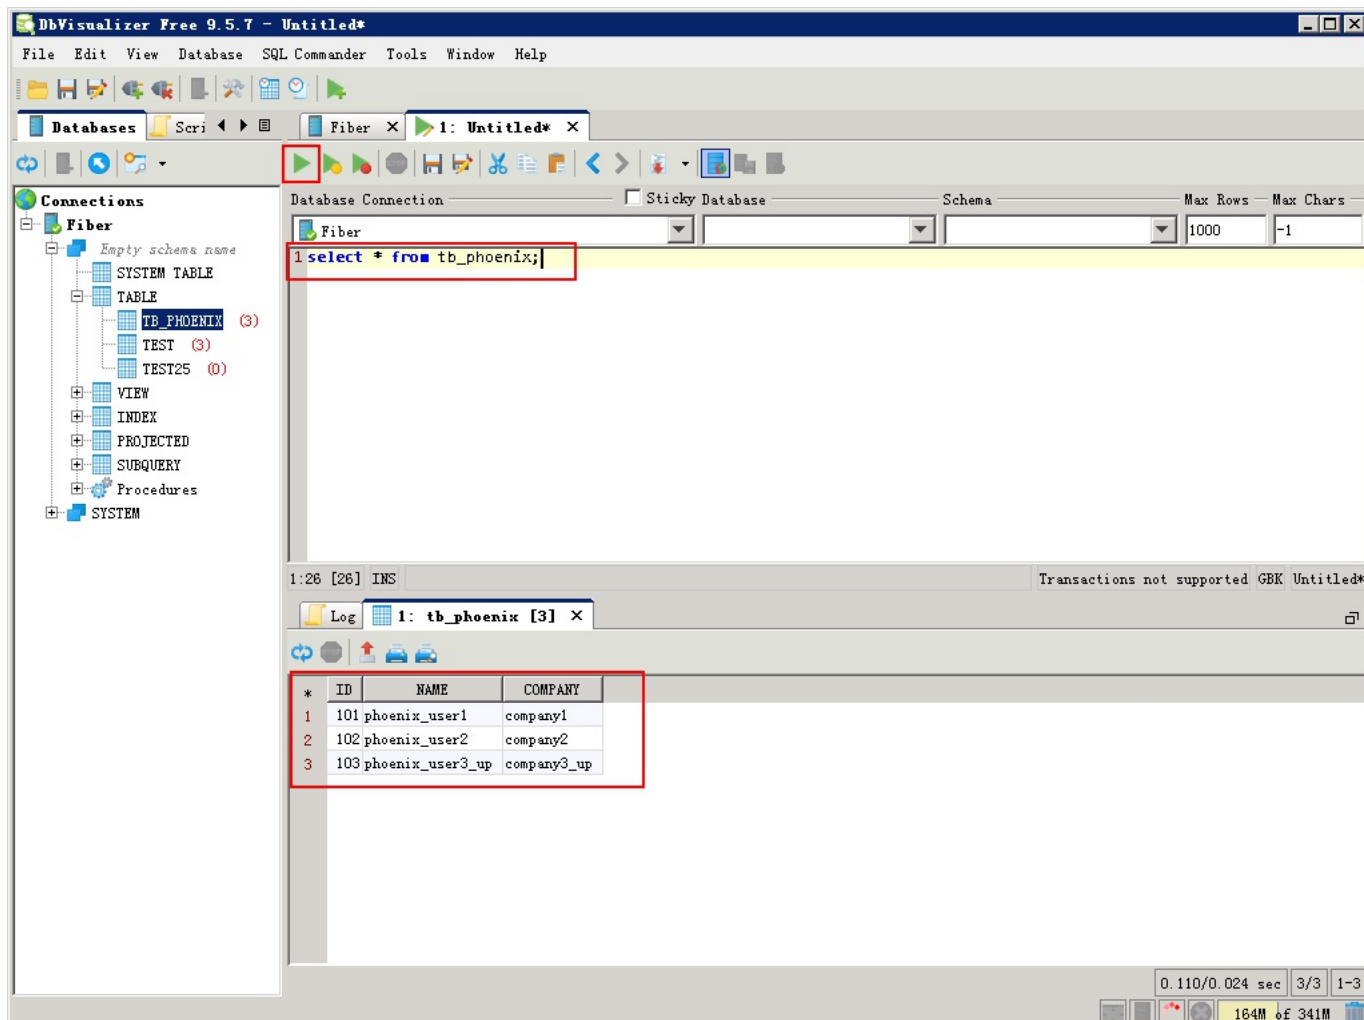 DbVisualizer Free 9.5.7 - Untitled*
File Edit View Database SQL Commander Tools Window Help
Databases Scri Fiber 1: Untitled*
Connections
Fiber
Empty schema name
SYSTEM TABLE
TABLE
TB_PHOENIX (3)
TEST (3)
TEST25 (0)
VIEW
INDEX
PROJECTED
SUBQUERY
Procedures
SYSTEM
Database Connection Sticky Database Schema Max Rows Max Chars
Fiber 1000 -1
1 select * from tb_phoenix;
1:26 [26] INS Transactions not supported GBK Untitled*
Log 1: tb_phoenix [3]
* ID NAME COMPANY
1 101 phoenix_user1 company1
2 102 phoenix_user2 company2
3 103 phoenix_user3_up company3_up
0.110/0.024 sec 3/3 1-3
164M of 341M